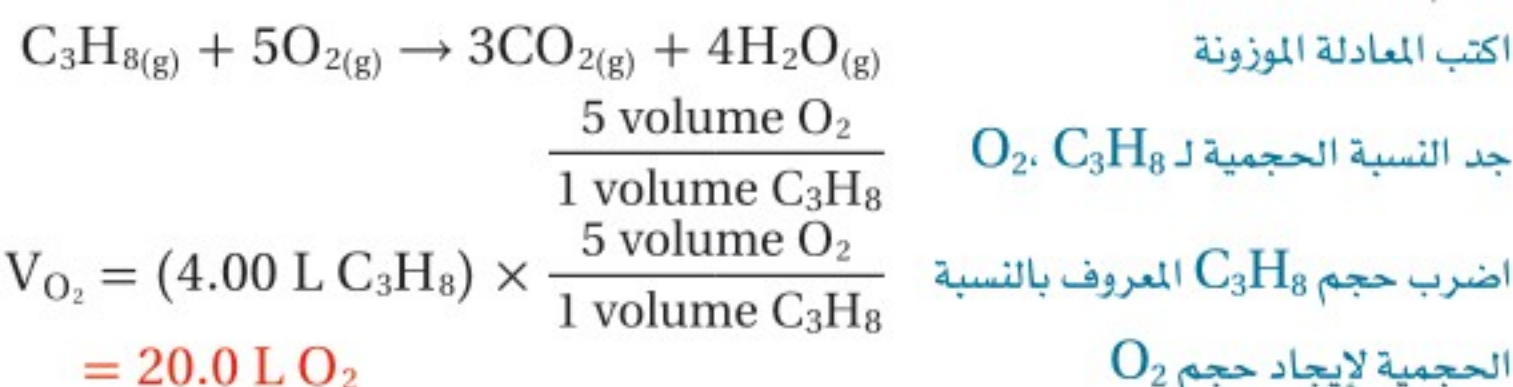 C₃H₈(g) + 5O₂(g) → 3CO₂(g) + 4H₂O(g)
اكتب المعادلة الموزونة
5 volume O₂
1 volume C₃H₈
جد النسبة الحجمية لـ O₂، C₃H₈
V_O₂ = (4.00 L C₃H₈) × 5 volume O₂ / 1 volume C₃H₈
اضرب حجم C₃H₈ المعروف بالنسبة
= 20.0 L O₂
الحجمية لإيجاد حجم O₂